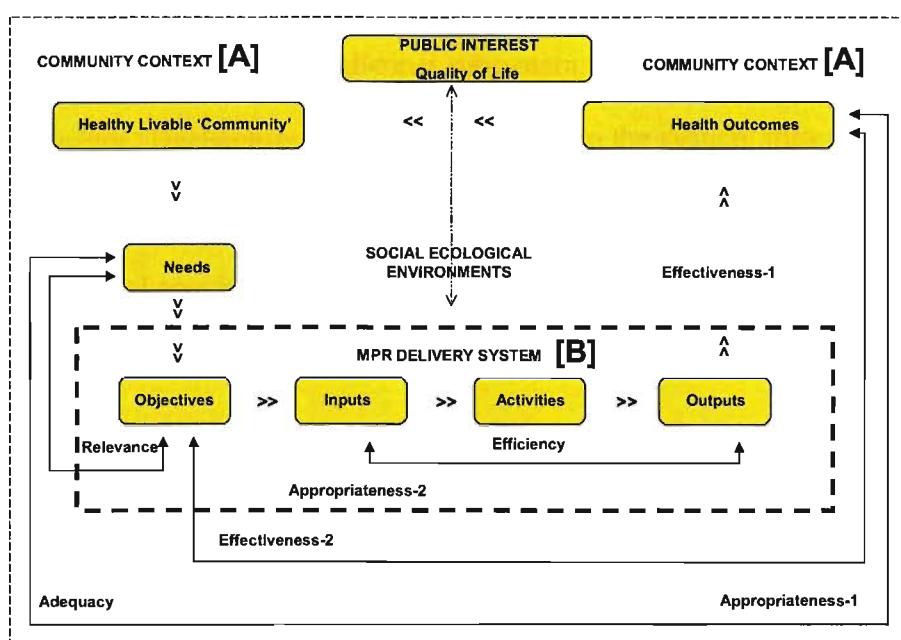 PUBLIC INTEREST
Quality of Life
COMMUNITY CONTEXT [A]
COMMUNITY CONTEXT [A]
Healthy Livable 'Community'
<<
<<
Health Outcomes
>>
<<
SOCIAL ECOLOGICAL
ENVIRONMENTS
Needs
Effectiveness-1
>>
>>
<<
MPR DELIVERY SYSTEM [B]
Objectives >> Inputs >> Activities >> Outputs
Relevance
Efficiency
Appropriateness-2
Effectiveness-2
Adequacy
Appropriateness-1